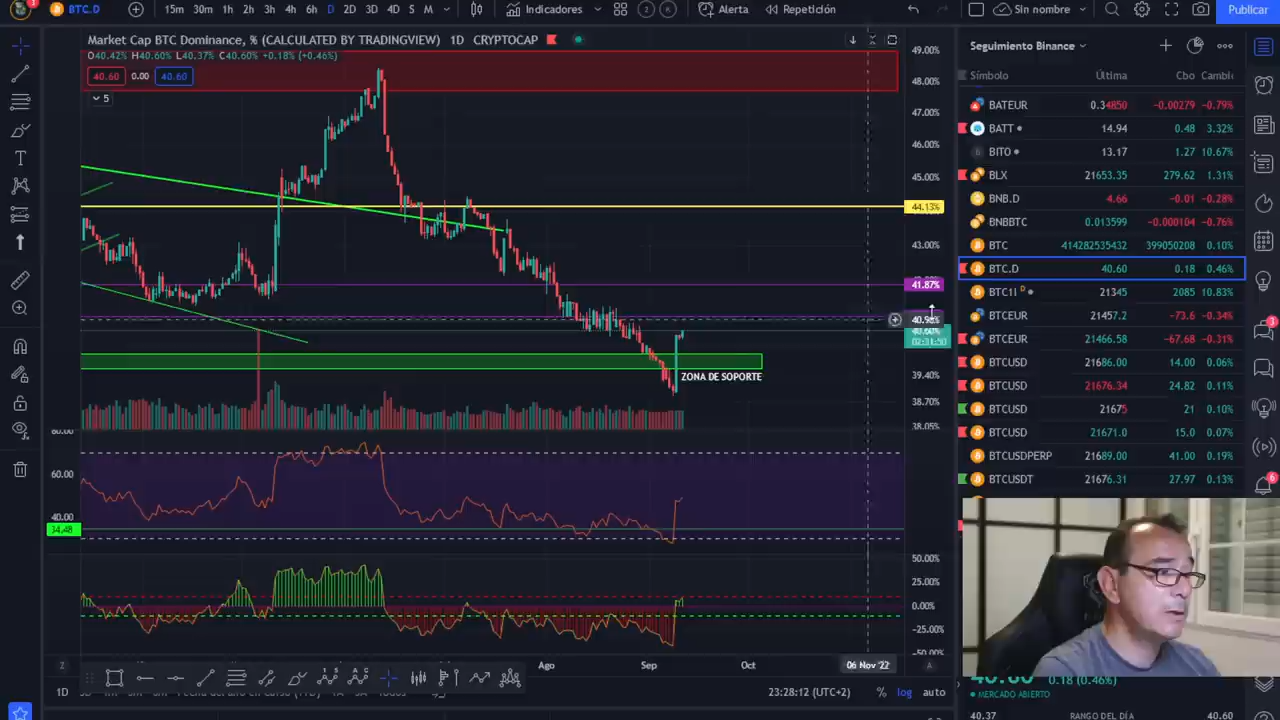 BTC.D
15m 30m 1h 2h 3h 4h 6h D 2D 3D 4D S M
Indicadores
Alerta
Repetición
Sin nombre
Publicar
Market Cap BTC Dominance, % (CALCULATED BY TRADINGVIEW) 1D CRYPTOCAP
O40.42% H40.60% L40.37% C40.60% +0.18 (+0.46%)
40.60 0.00 40.60
5
49.00%
48.00%
47.00%
46.00%
45.00%
44.13%
43.00%
41.87%
40.60%
02:31:50
39.40%
38.70%
38.05%
ZONA DE SOPORTE
80.00
60.00
40.00
34.48
50.00%
25.00%
0.00%
-25.00%
-50.00%
Ago Sep Oct 06 Nov '22
1D
23:28:12 (UTC+2) % log auto
Seguimiento Binance
Símbolo Última Cbo Cambio
BATEUR 0.34850 -0.00279 -0.79%
BATT 14.94 0.48 3.32%
BITO 13.17 1.27 10.67%
BLX 21653.35 279.62 1.31%
BNB.D 4.66 -0.01 -0.28%
BNBBTC 0.013599 -0.000104 -0.76%
BTC 414282535432 399050208 0.10%
BTC.D 40.60 0.18 0.46%
BTC1! D 21345 2085 10.83%
BTCEUR 21457.2 -73.6 -0.34%
BTCEUR 21466.58 -67.68 -0.31%
BTCUSD 21686.00 14.00 0.06%
BTCUSD 21676.34 24.82 0.11%
BTCUSD 21675 21 0.10%
BTCUSD 21671.0 15.0 0.07%
BTCUSDPERP 21689.00 41.00 0.19%
BTCUSDT 21676.31 27.97 0.13%
40.60 0.18 (0.46%)
MERCADO ABIERTO
40.37 RANGO DEL DÍA 40.60